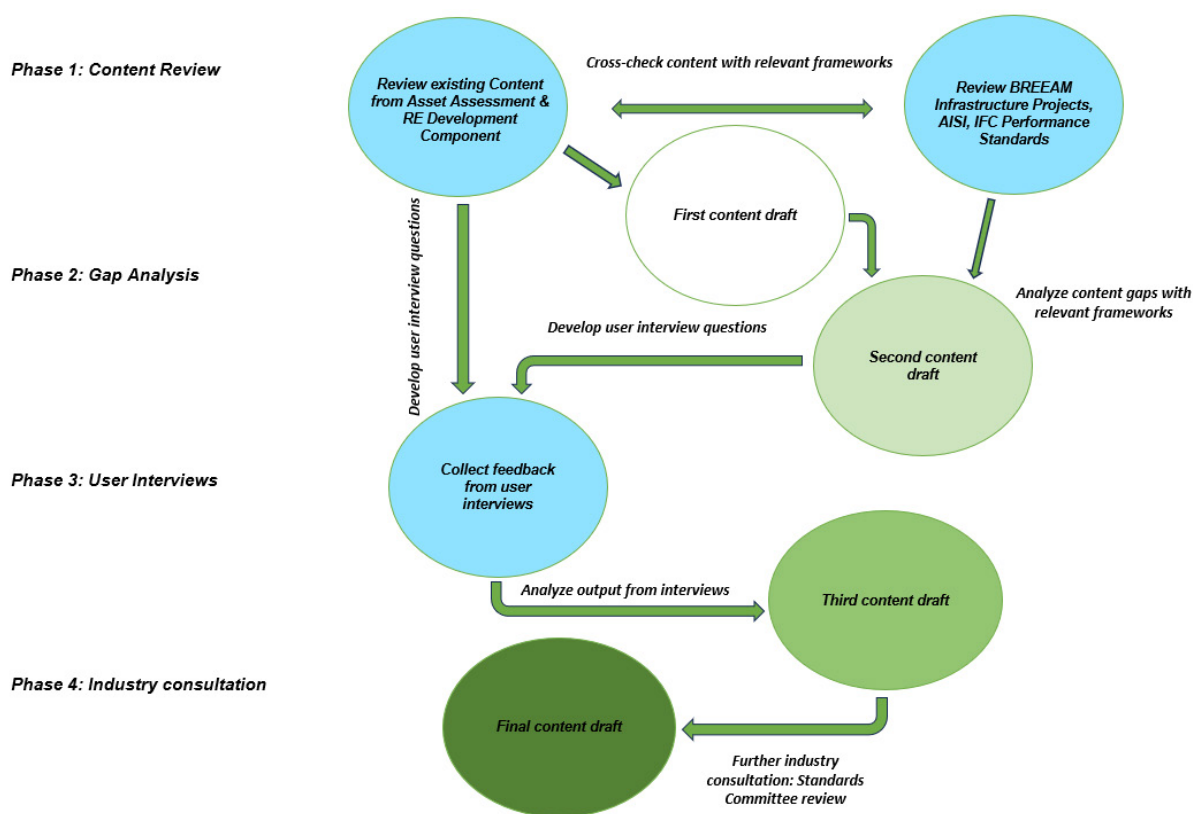 Phase 1: Content Review
Review existing Content
from Asset Assessment &
RE Development
Component
Cross-check content with relevant frameworks
Review BREEAM
Infrastructure Projects,
AISI, IFC Performance
Standards
First content draft
Develop user interview questions
Phase 2: Gap Analysis
Analyze content gaps with
relevant frameworks
Develop user interview questions
Second content
draft
Phase 3: User Interviews
Collect feedback
from user
interviews
Analyze output from interviews
Third content draft
Phase 4: Industry consultation
Final content draft
Further industry
consultation: Standards
Committee review